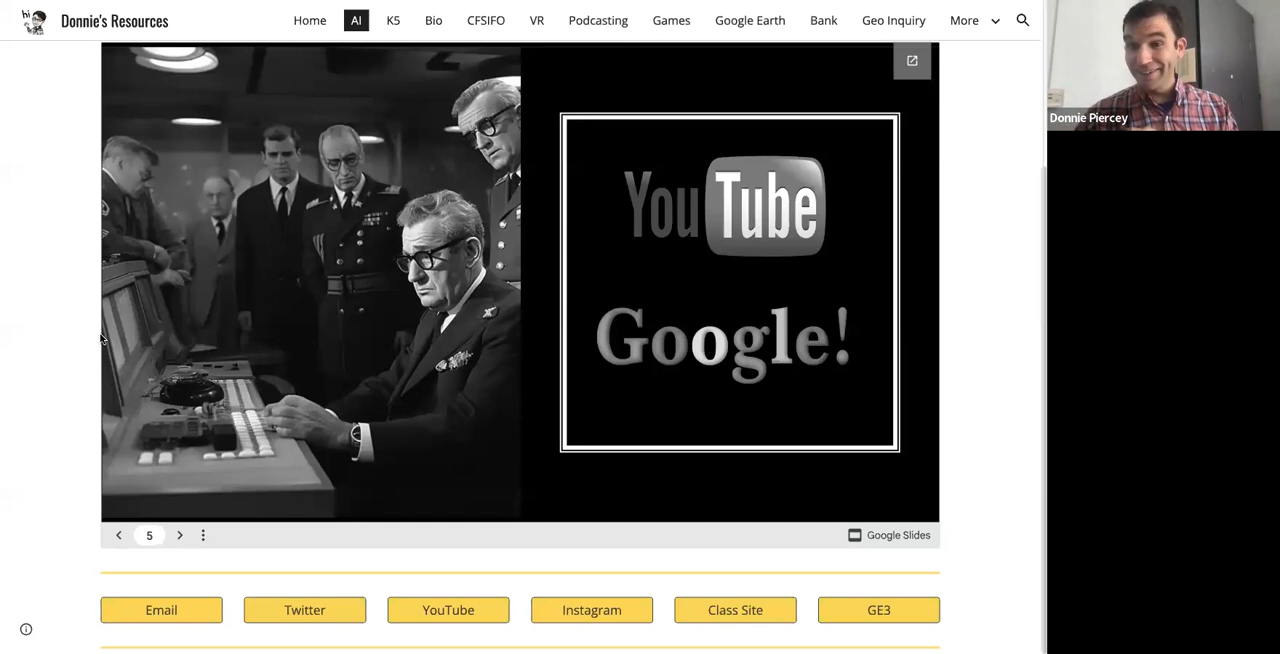 hi
Donnie's Resources
Home AI K5 Bio CFSIFO VR Podcasting Games Google Earth Bank Geo Inquiry More
Donnie Piercey
YouTube
Google!
5
Google Slides
Email Twitter YouTube Instagram Class Site GE3